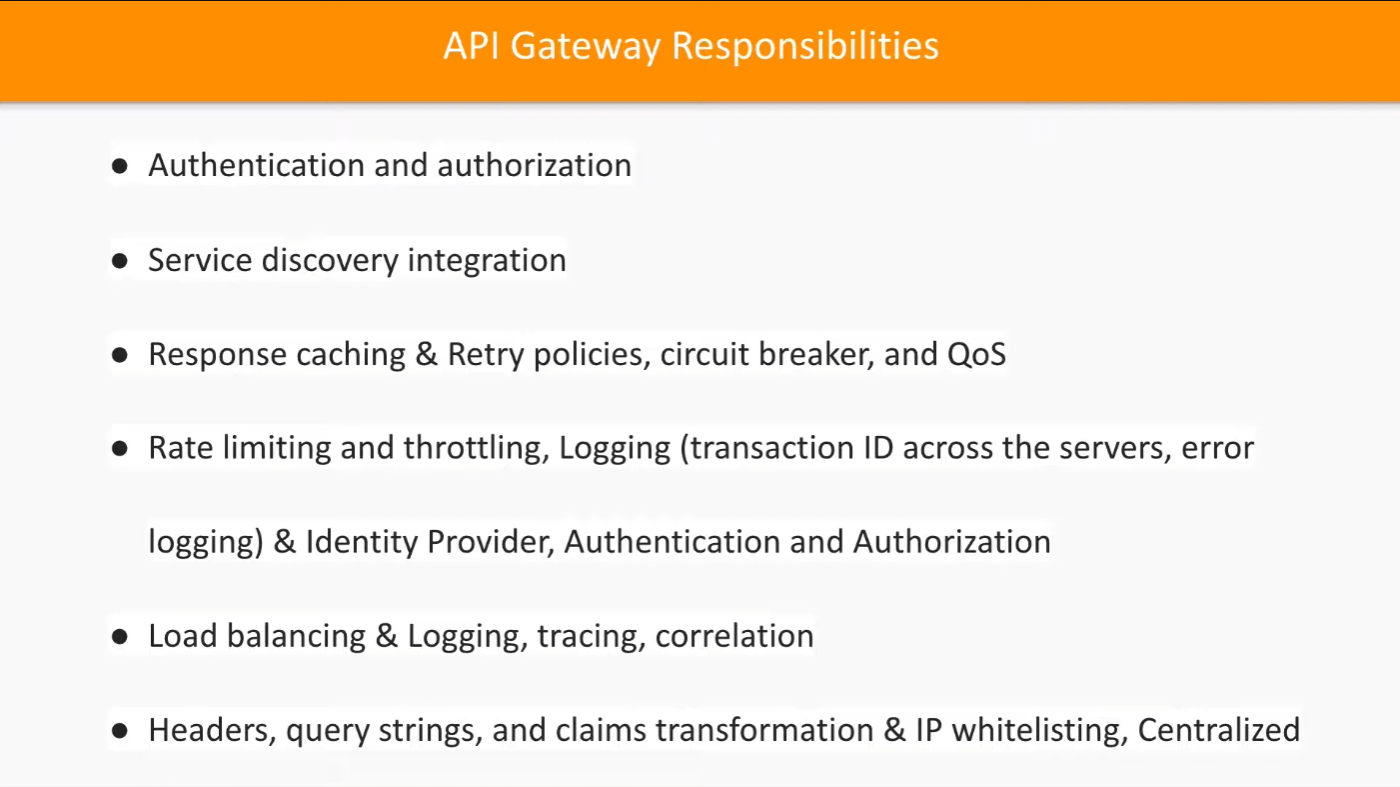 API Gateway Responsibilities
● Authentication and authorization
● Service discovery integration
● Response caching & Retry policies, circuit breaker, and QoS
● Rate limiting and throttling, Logging (transaction ID across the servers, error
logging) & Identity Provider, Authentication and Authorization
● Load balancing & Logging, tracing, correlation
● Headers, query strings, and claims transformation & IP whitelisting, Centralized